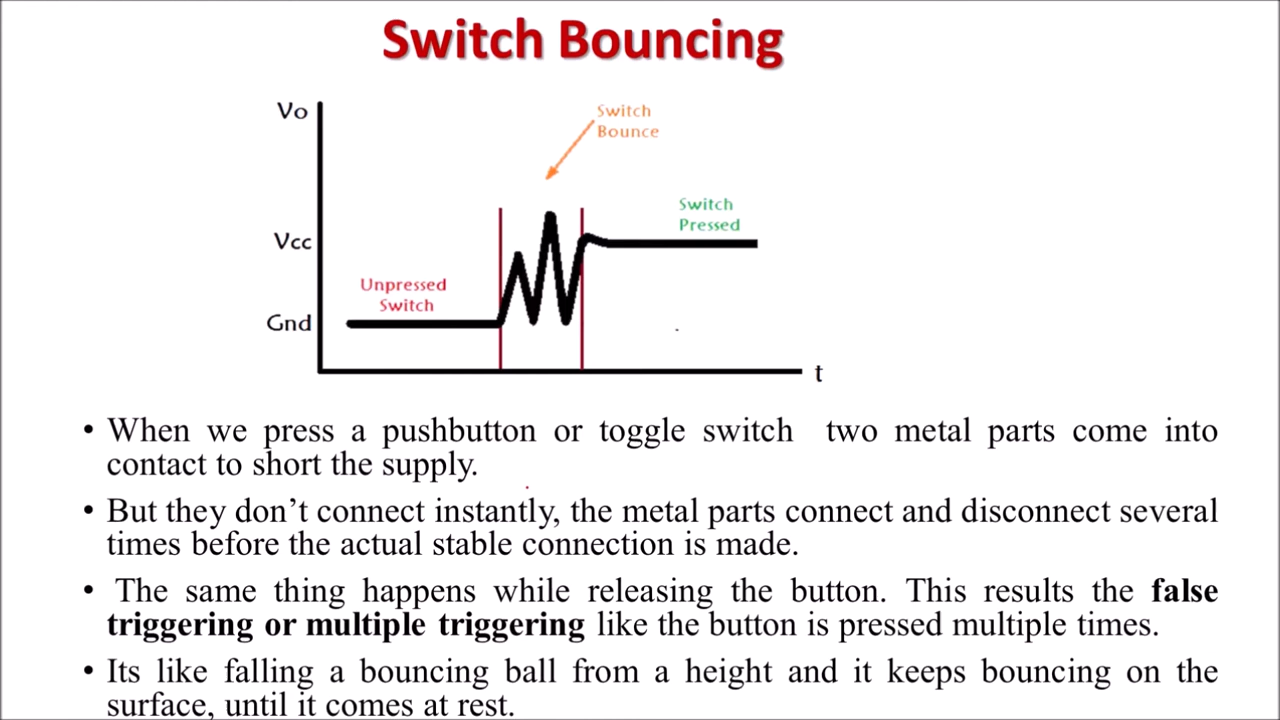 Switch Bouncing
Vo
Switch
Bounce
Switch
Pressed
Vcc
Unpressed
Switch
Gnd
t
• When we press a pushbutton or toggle switch two metal parts come into
contact to short the supply.
• But they don’t connect instantly, the metal parts connect and disconnect several
times before the actual stable connection is made.
• The same thing happens while releasing the button. This results the false
triggering or multiple triggering like the button is pressed multiple times.
• Its like falling a bouncing ball from a height and it keeps bouncing on the
surface, until it comes at rest.